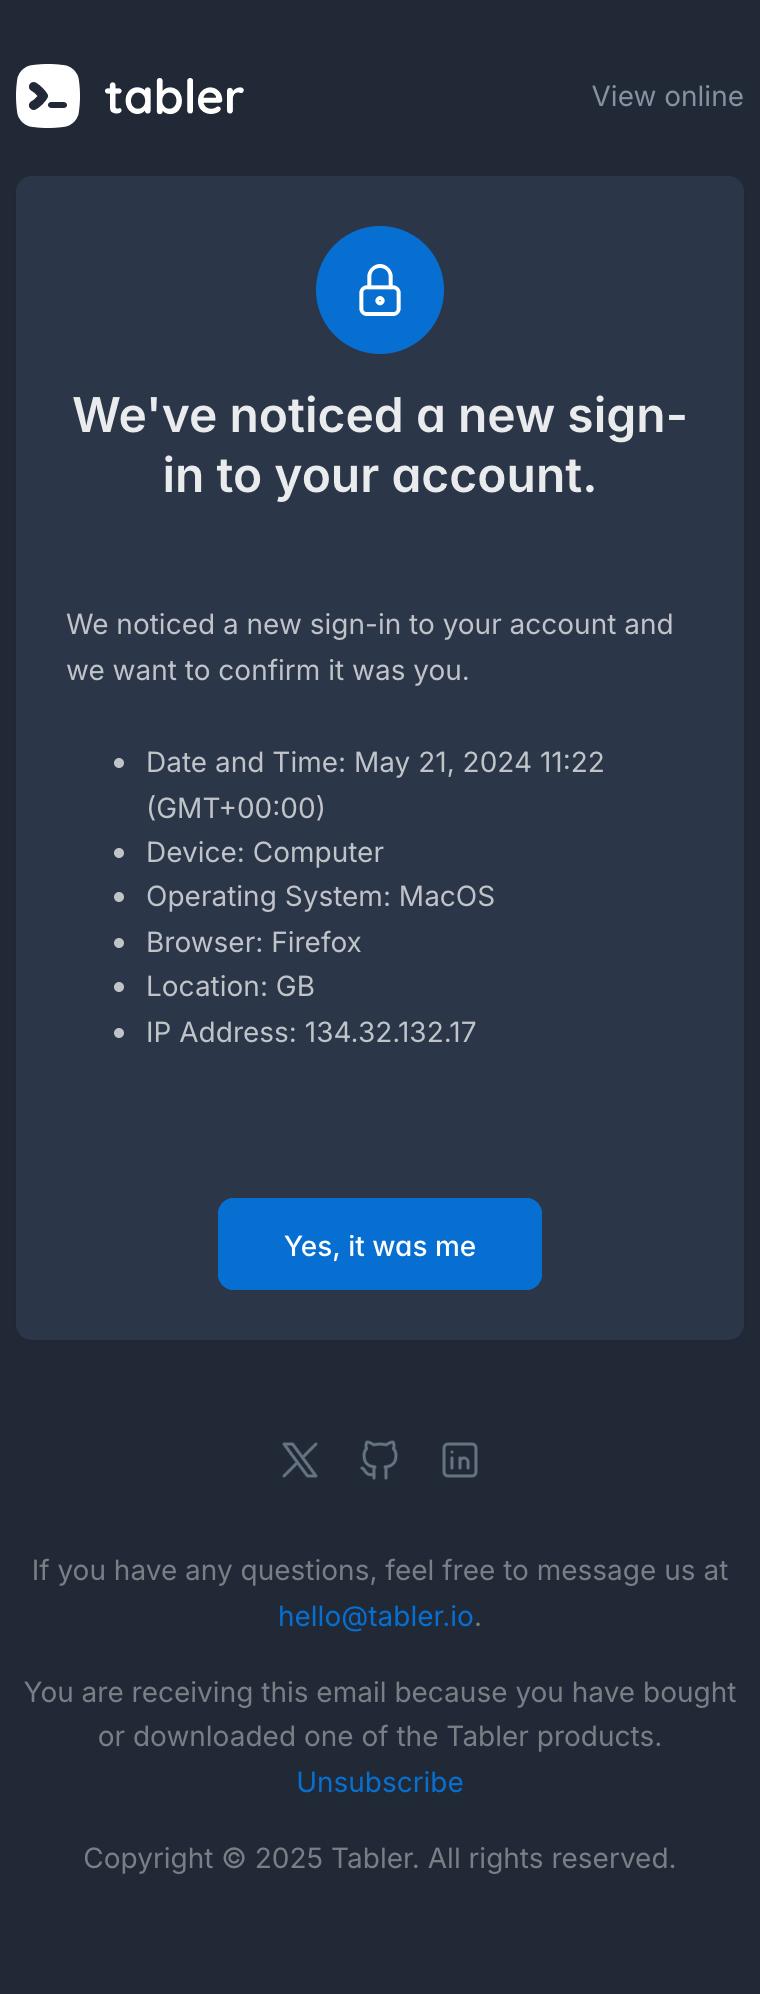 tabler
View online
We've noticed a new sign-
in to your account.
We noticed a new sign-in to your account and
we want to confirm it was you.
• Date and Time: May 21, 2024 11:22
(GMT+00:00)
• Device: Computer
• Operating System: MacOS
• Browser: Firefox
• Location: GB
• IP Address: 134.32.132.17
Yes, it was me
If you have any questions, feel free to message us at
hello@tabler.io.
You are receiving this email because you have bought
or downloaded one of the Tabler products.
Unsubscribe
Copyright © 2025 Tabler. All rights reserved.